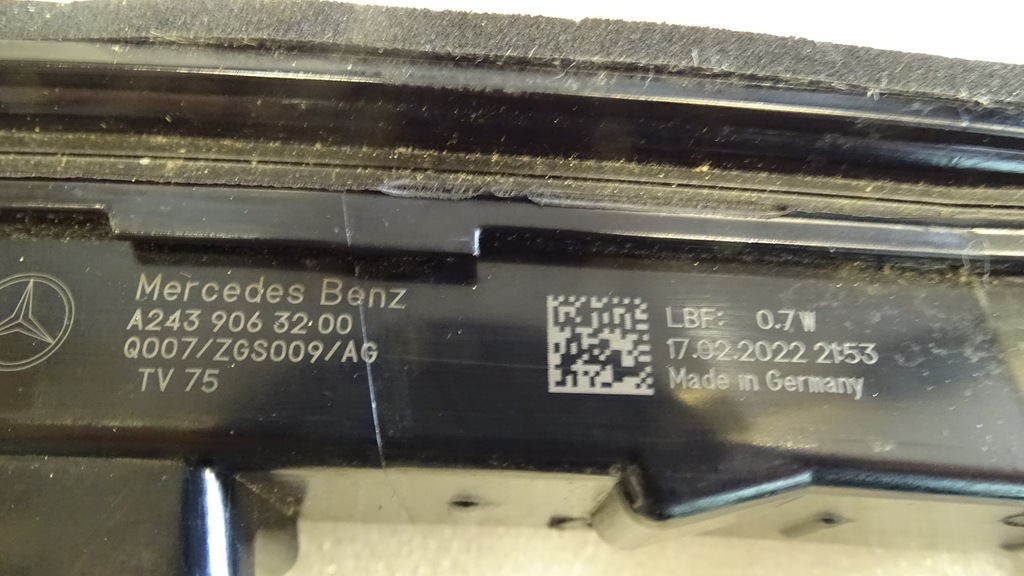 Mercedes Benz
A243 906 32 00
Q007/ZGS009/AG
TV 75
LBF: 0.7W
17.02.2022 21:53
Made in Germany